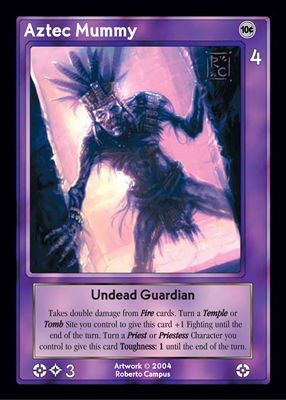 Aztec Mummy
10¢
4
R
C
Undead Guardian
Takes double damage from Fire cards. Turn a Temple or
Tomb Site you control to give this card +1 Fighting until the
end of the turn. Turn a Priest or Priestess Character you
control to give this card Toughness: 1 until the end of the turn.
3
Artwork © 2004
Roberto Campus